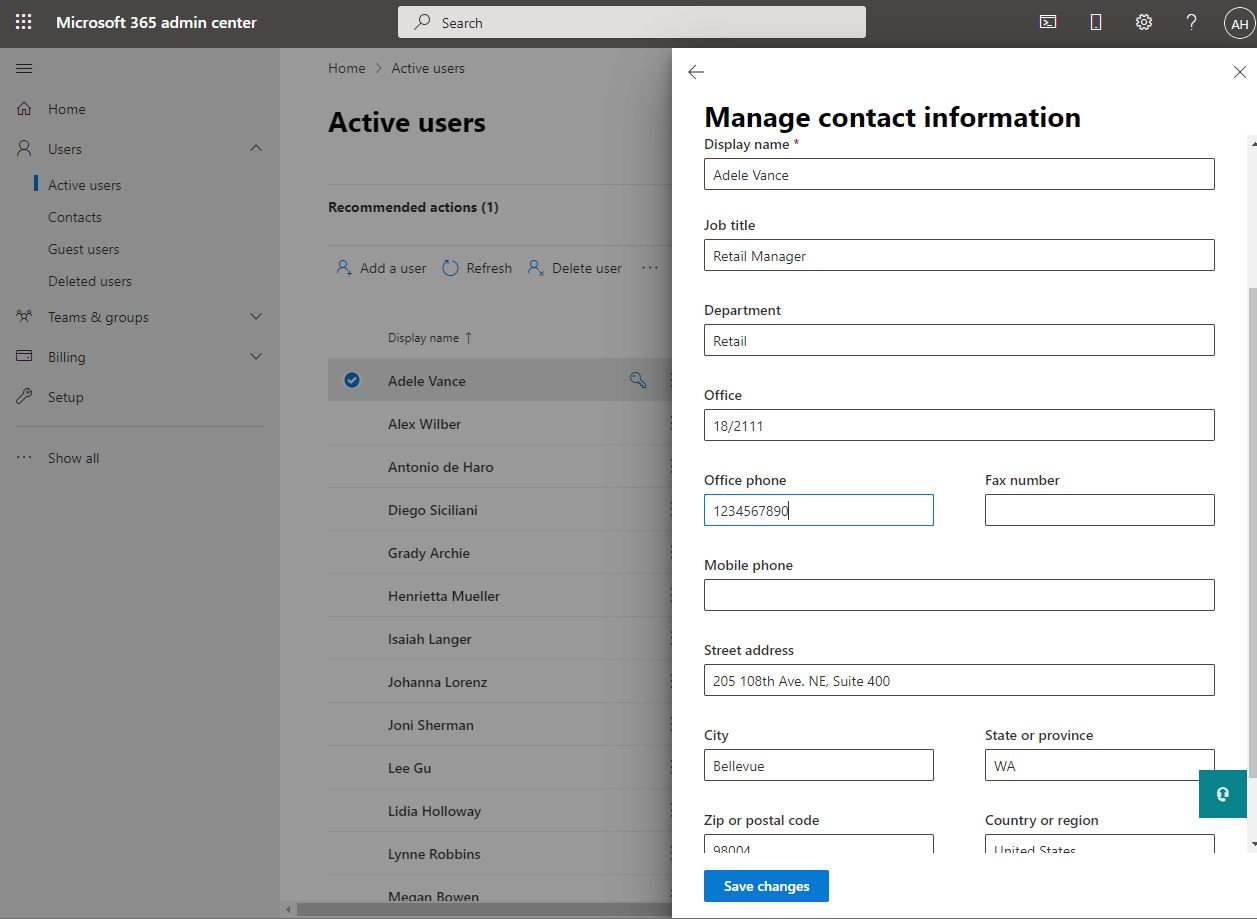 Microsoft 365 admin center
Search
AH
Home
Users
Active users
Contacts
Guest users
Deleted users
Teams & groups
Billing
Setup
Show all
Home > Active users
Active users
Recommended actions (1)
Add a user Refresh Delete user ...
Display name ↑
Adele Vance
Alex Wilber
Antonio de Haro
Diego Siciliani
Grady Archie
Henrietta Mueller
Isaiah Langer
Johanna Lorenz
Joni Sherman
Lee Gu
Lidia Holloway
Lynne Robbins
Megan Bowen
Manage contact information
Display name *
Adele Vance
Job title
Retail Manager
Department
Retail
Office
18/2111
Office phone
1234567890
Fax number
Mobile phone
Street address
205 108th Ave. NE, Suite 400
City
Bellevue
State or province
WA
Zip or postal code
98004
Country or region
United States
Save changes